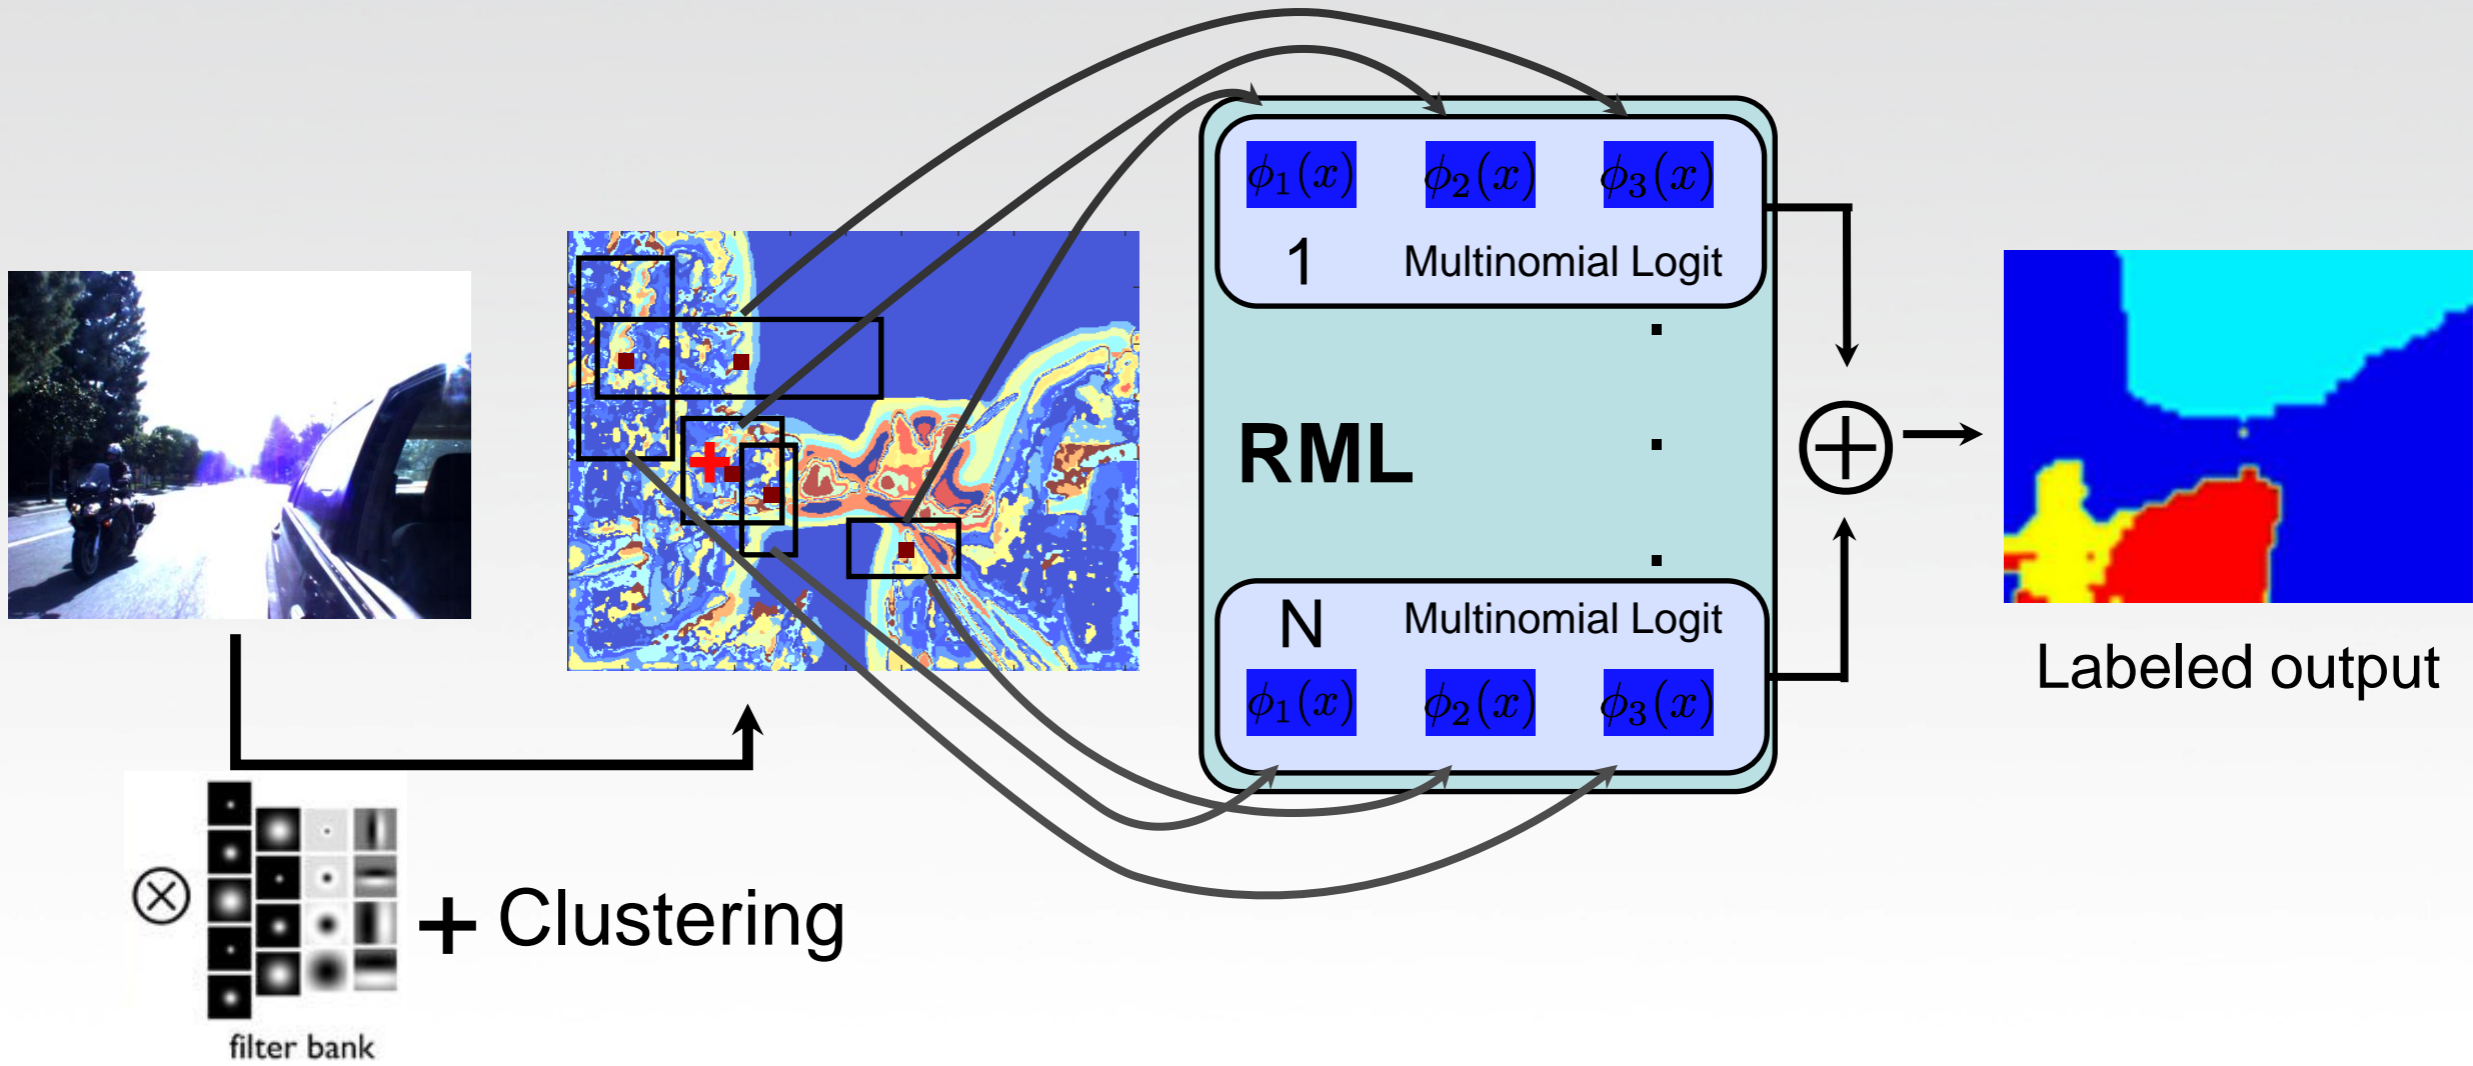 ϕ₁(x) ϕ₂(x) ϕ₃(x)
1 Multinomial Logit
RML
N Multinomial Logit
ϕ₁(x) ϕ₂(x) ϕ₃(x)
Labeled output
+ Clustering
filter bank